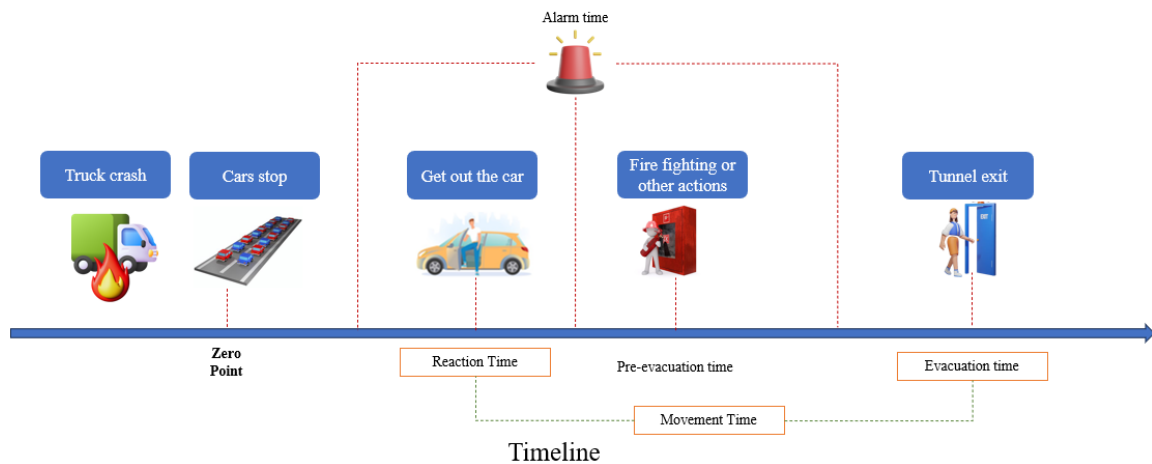 Alarm time
Truck crash
Cars stop
Get out the car
Fire fighting or
other actions
Tunnel exit
EXIT
Zero
Point
Reaction Time
Pre-evacuation time
Evacuation time
Movement Time
Timeline